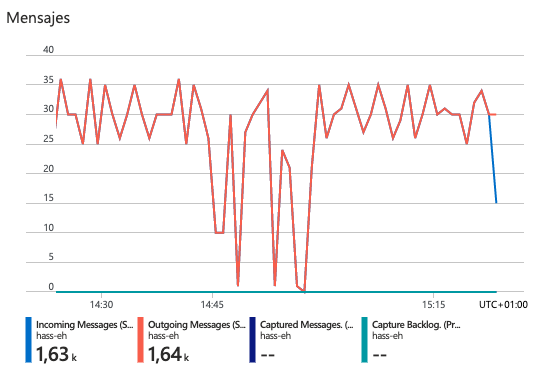 Mensajes
40
35
30
25
20
15
10
5
0
14:30 14:45 15:15 UTC+01:00
Incoming Messages (S... Outgoing Messages (S... Captured Messages. (... Capture Backlog. (Pr...
hass-eh hass-eh hass-eh hass-eh
1,63 k 1,64 k -- --